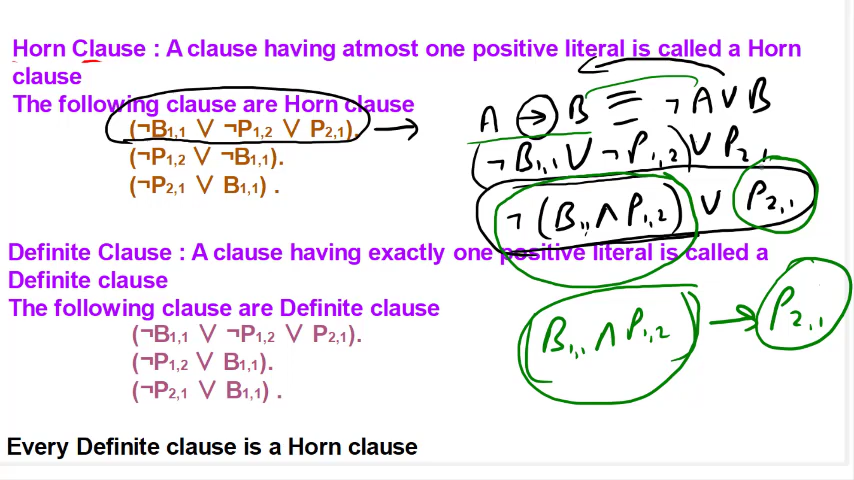 Horn Clause : A clause having atmost one positive literal is called a Horn
clause
The following clause are Horn clause
(¬B1,1 ∨ ¬P1,2 ∨ P2,1).
(¬P1,2 ∨ ¬B1,1).
(¬P2,1 ∨ B1,1) .
A → B ≡ ¬A ∨ B
(¬B1,1 ∨ ¬P1,2) ∨ P2,1
¬(B1,1 ∧ P1,2) ∨ P2,1
Definite Clause : A clause having exactly one positive literal is called a
Definite clause
The following clause are Definite clause
(¬B1,1 ∨ ¬P1,2 ∨ P2,1).
(¬P1,2 ∨ B1,1).
(¬P2,1 ∨ B1,1) .
(B1,1 ∧ P1,2) → P2,1
Every Definite clause is a Horn clause